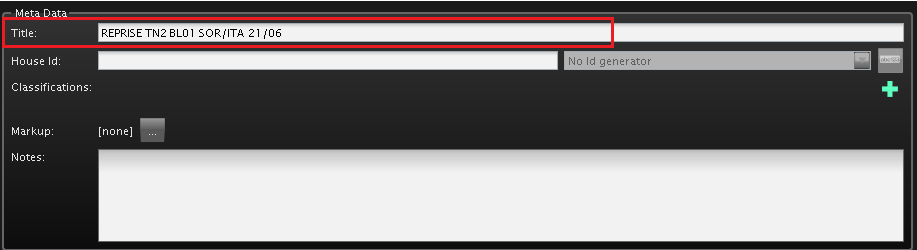 Meta Data
Title: REPRISE TN2 BL01 SOR/ITA 21/06
House Id: No Id generator
Classifications:
Markup: [none] ...
Notes: